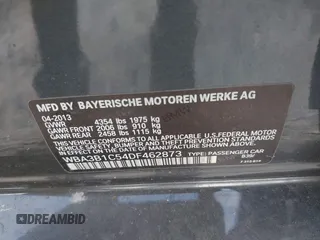 MFD BY BAYERISCHE MOTOREN WERKE AG
04-2013
GVWR 4354 lbs 1975 kg
GAWR FRONT 2006 lbs 910 kg
GAWR REAR 2458 lbs 1115 kg
THIS VEHICLE CONFORMS TO ALL APPLICABLE U.S. FEDERAL MOTOR
VEHICLE SAFETY, BUMPER, AND THEFT PREVENTION STANDARDS
IN EFFECT ON THE DATE OF MANUFACTURE SHOWN ABOVE
WBA3B1C54DF462873 TYPE: PASSENGER CAR
DREAMBID